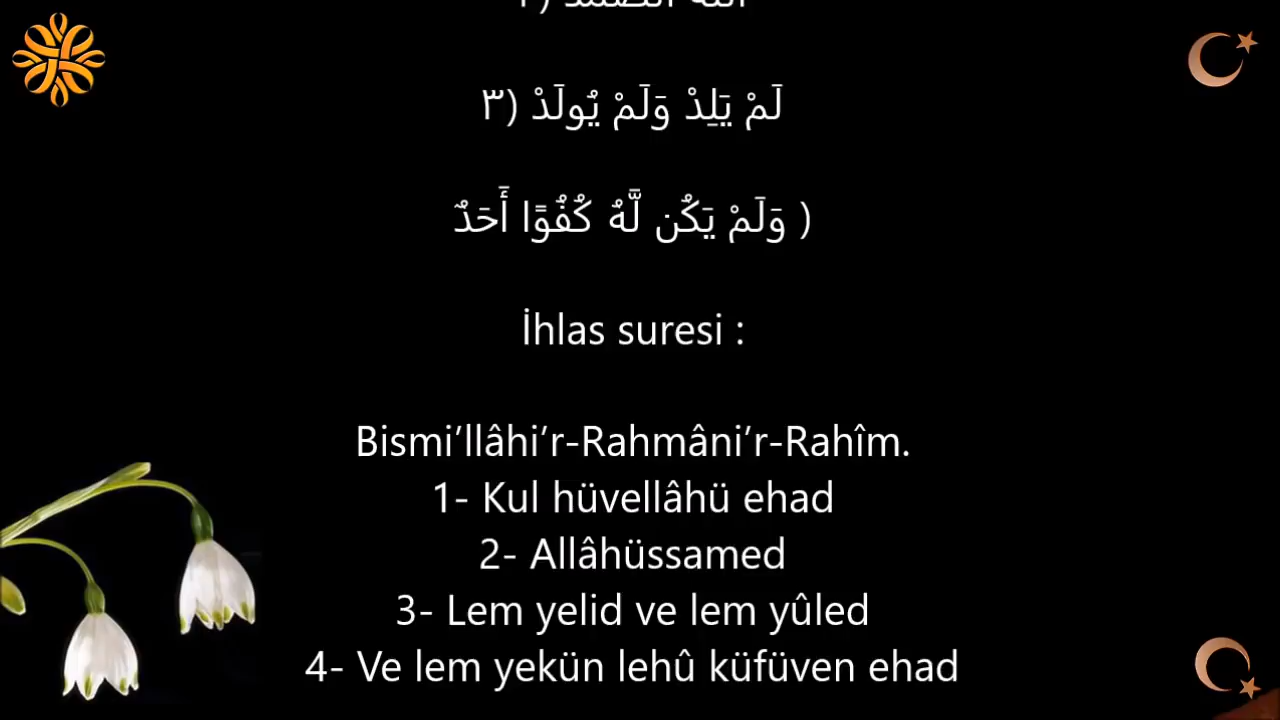 لَمْ يَلِدْ وَلَمْ يُولَدْ (٣
( وَلَمْ يَكُن لَّهُ كُفُوًا أَحَدٌ
İhlas suresi :
Bismi’llâhi’r-Rahmâni’r-Rahîm.
1- Kul hüvellâhü ehad
2- Allâhüssamed
3- Lem yelid ve lem yûled
4- Ve lem yekün lehû küfüven ehad